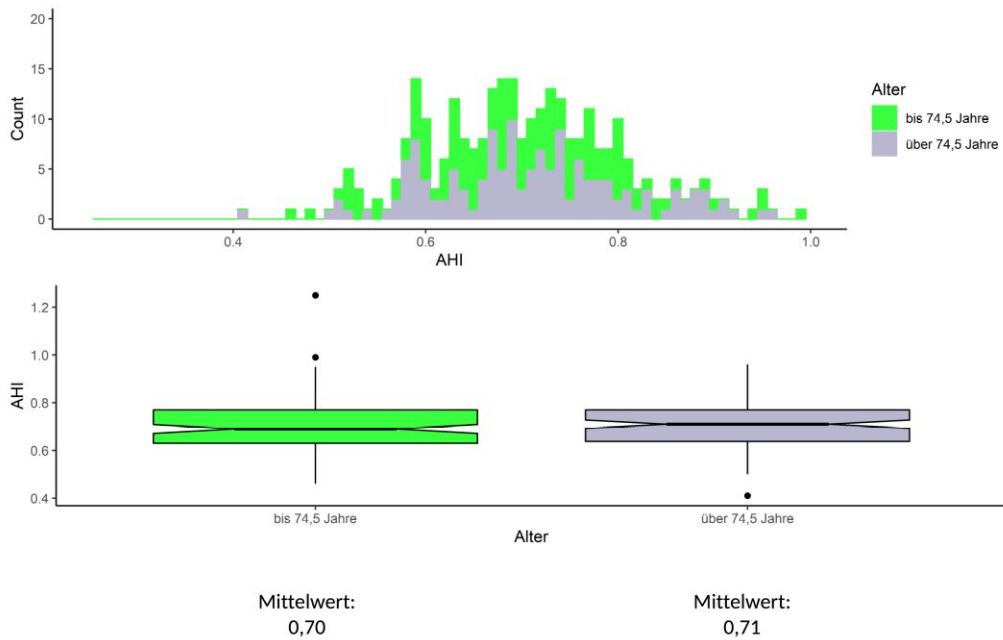 20
15
10
5
0
Count
0.4
0.6
0.8
1.0
AHI
Alter
bis 74,5 Jahre
über 74,5 Jahre
1.2
1.0
0.8
0.6
0.4
AHI
bis 74,5 Jahre
über 74,5 Jahre
Alter
Mittelwert:
0,70
Mittelwert:
0,71